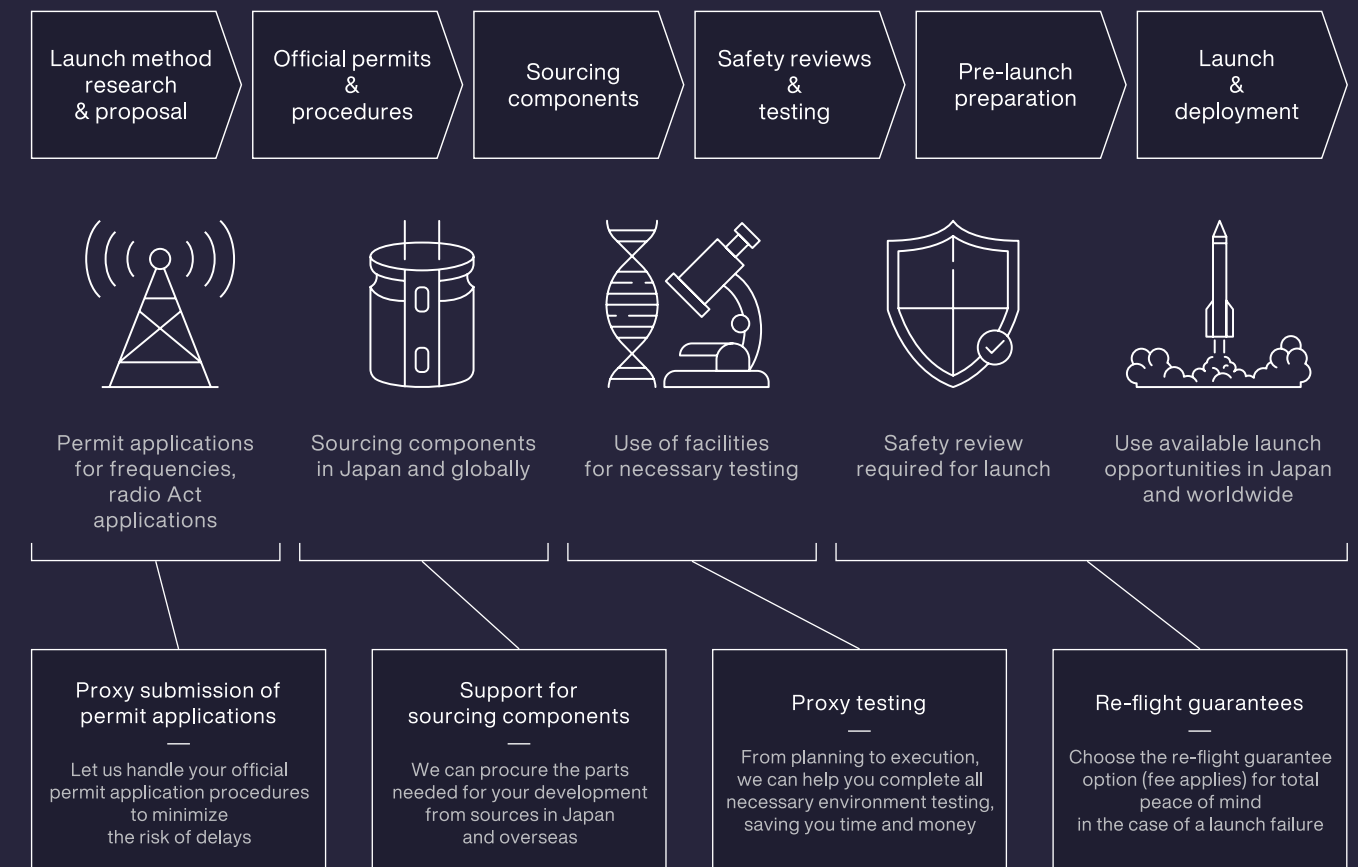 Launch method
research
& proposal
Official permits
&
procedures
Sourcing
components
Safety reviews
&
testing
Pre-launch
preparation
Launch
&
deployment
Permit applications
for frequencies,
radio Act
applications
Sourcing components
in Japan and globally
Use of facilities
for necessary testing
Safety review
required for launch
Use available launch
opportunities in Japan
and worldwide
Proxy submission of
permit applications
Let us handle your official
permit application procedures
to minimize
the risk of delays
Support for
sourcing components
We can procure the parts
needed for your development
from sources in Japan
and overseas
Proxy testing
From planning to execution,
we can help you complete all
necessary environment testing,
saving you time and money
Re-flight guarantees
Choose the re-flight guarantee
option (fee applies) for total
peace of mind
in the case of a launch failure